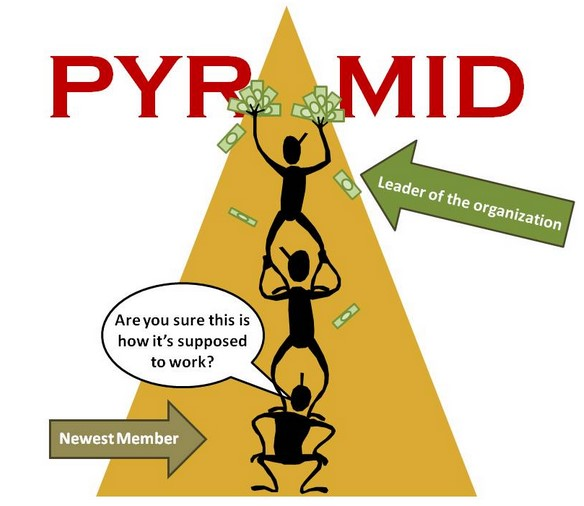 PYR MID
Leader of the organization
Are you sure this is
how it's supposed
to work?
Newest Member